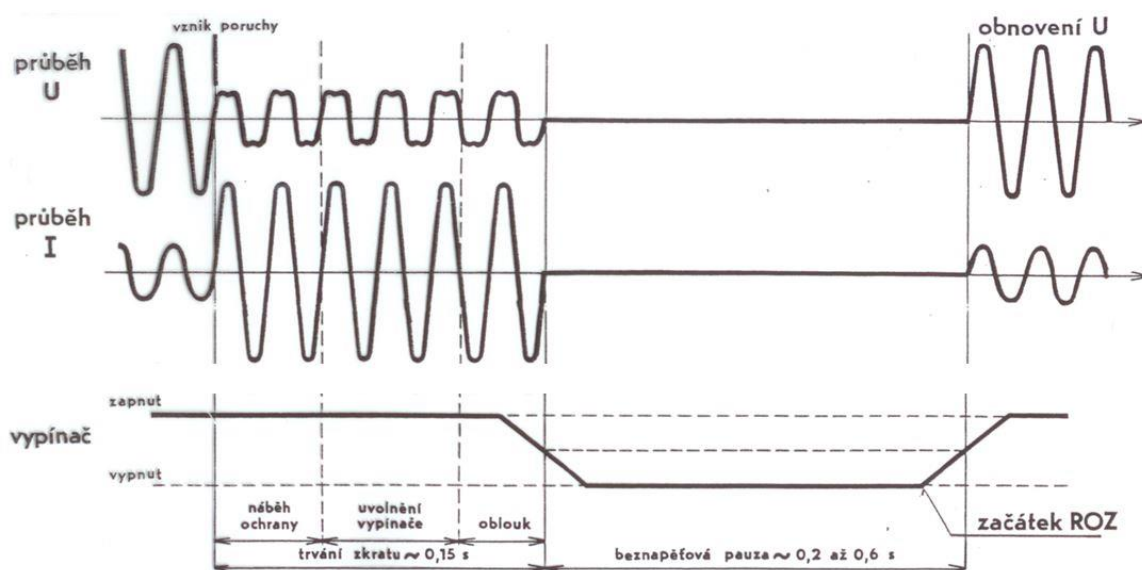 vznik poruchy
obnovení U
průběh
U
průběh
I
zapnut
vypínač
vypnut
náběh
ochrany
uvolnění
vypínače
oblouk
začátek ROZ
trvání zkratu ~ 0,15 s
beznapěťová pauza ~ 0,2 až 0,6 s